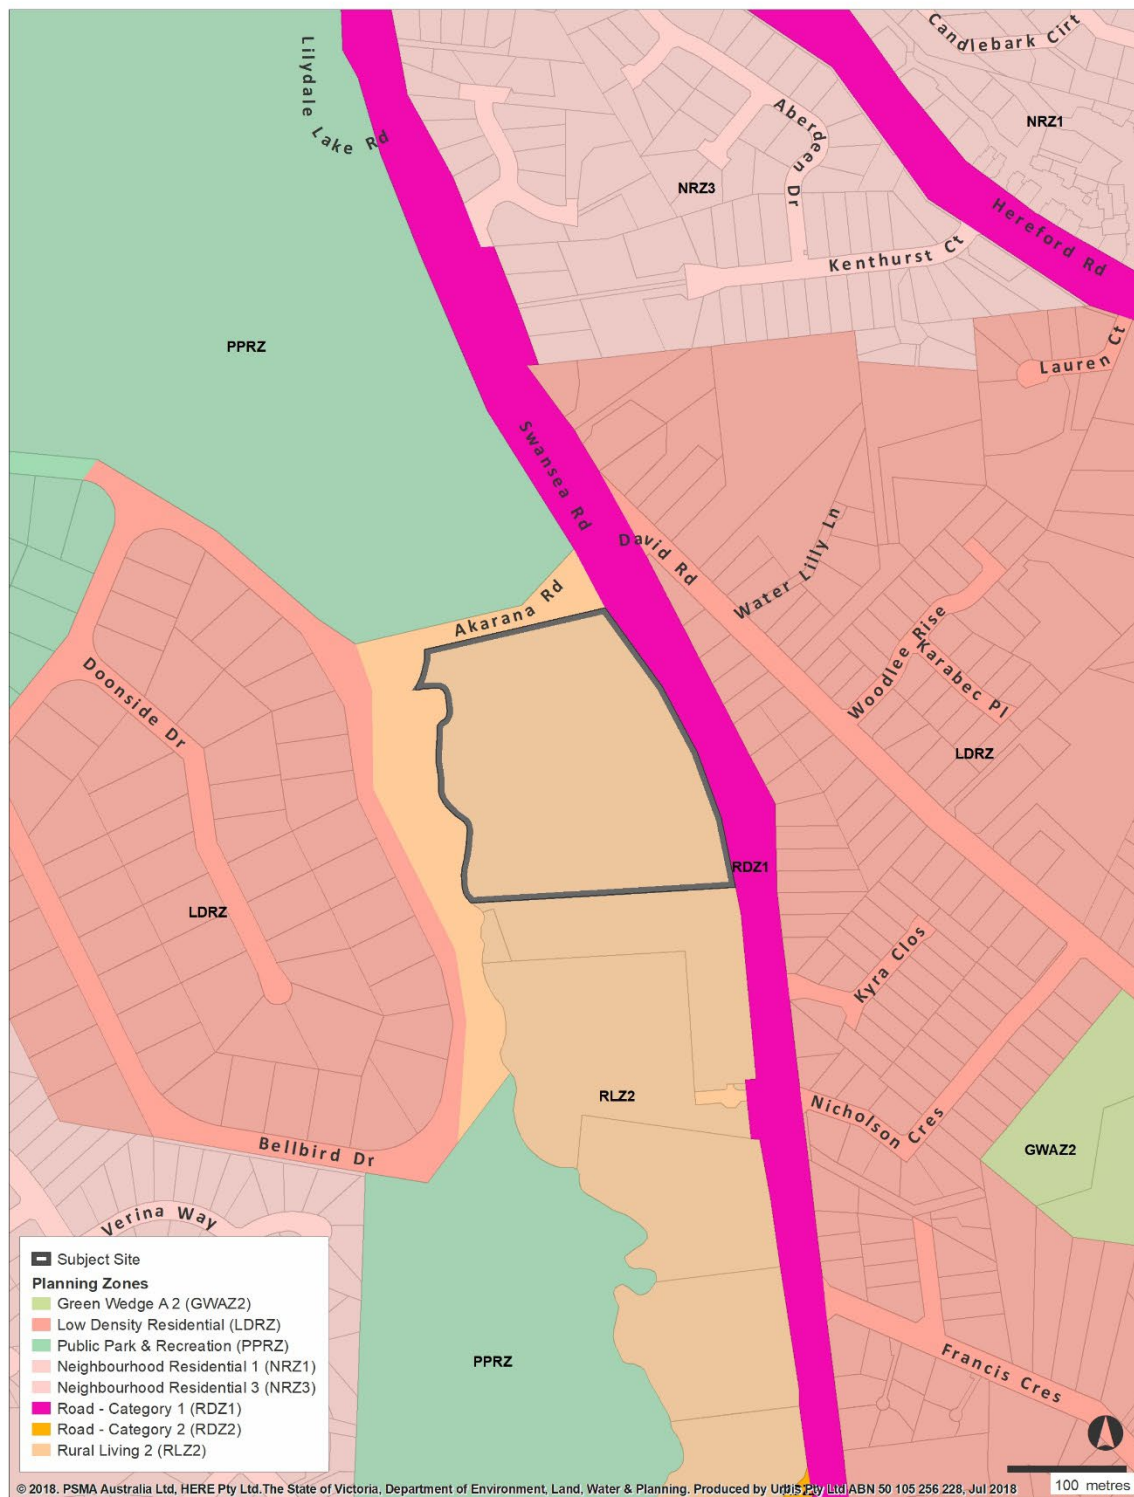 Candlebark Cirt
Lilydale Lake Rd
Aberdeen Dr
NRZ1
NRZ3
Hereford Rd
Kenthurst Ct
PPRZ
Lauren Ct
Swansea Rd
David Rd
Water Lilly Ln
Akarana Rd
Woodlee Rise
Karabec Pl
Doonside Dr
LDRZ
RDZ1
LDRZ
Kyra Clos
RLZ2
Nicholson Cres
GWAZ2
Bellbird Dr
Verina Way
Subject Site
Planning Zones
Green Wedge A 2 (GWAZ2)
Low Density Residential (LDRZ)
Public Park & Recreation (PPRZ)
Neighbourhood Residential 1 (NRZ1)
Neighbourhood Residential 3 (NRZ3)
Road - Category 1 (RDZ1)
Road - Category 2 (RDZ2)
Rural Living 2 (RLZ2)
PPRZ
Francis Cres
100 metres
© 2018. PSMA Australia Ltd, HERE Pty Ltd.The State of Victoria, Department of Environment, Land, Water & Planning. Produced by Urbis Pty Ltd ABN 50 105 256 228, Jul 2018